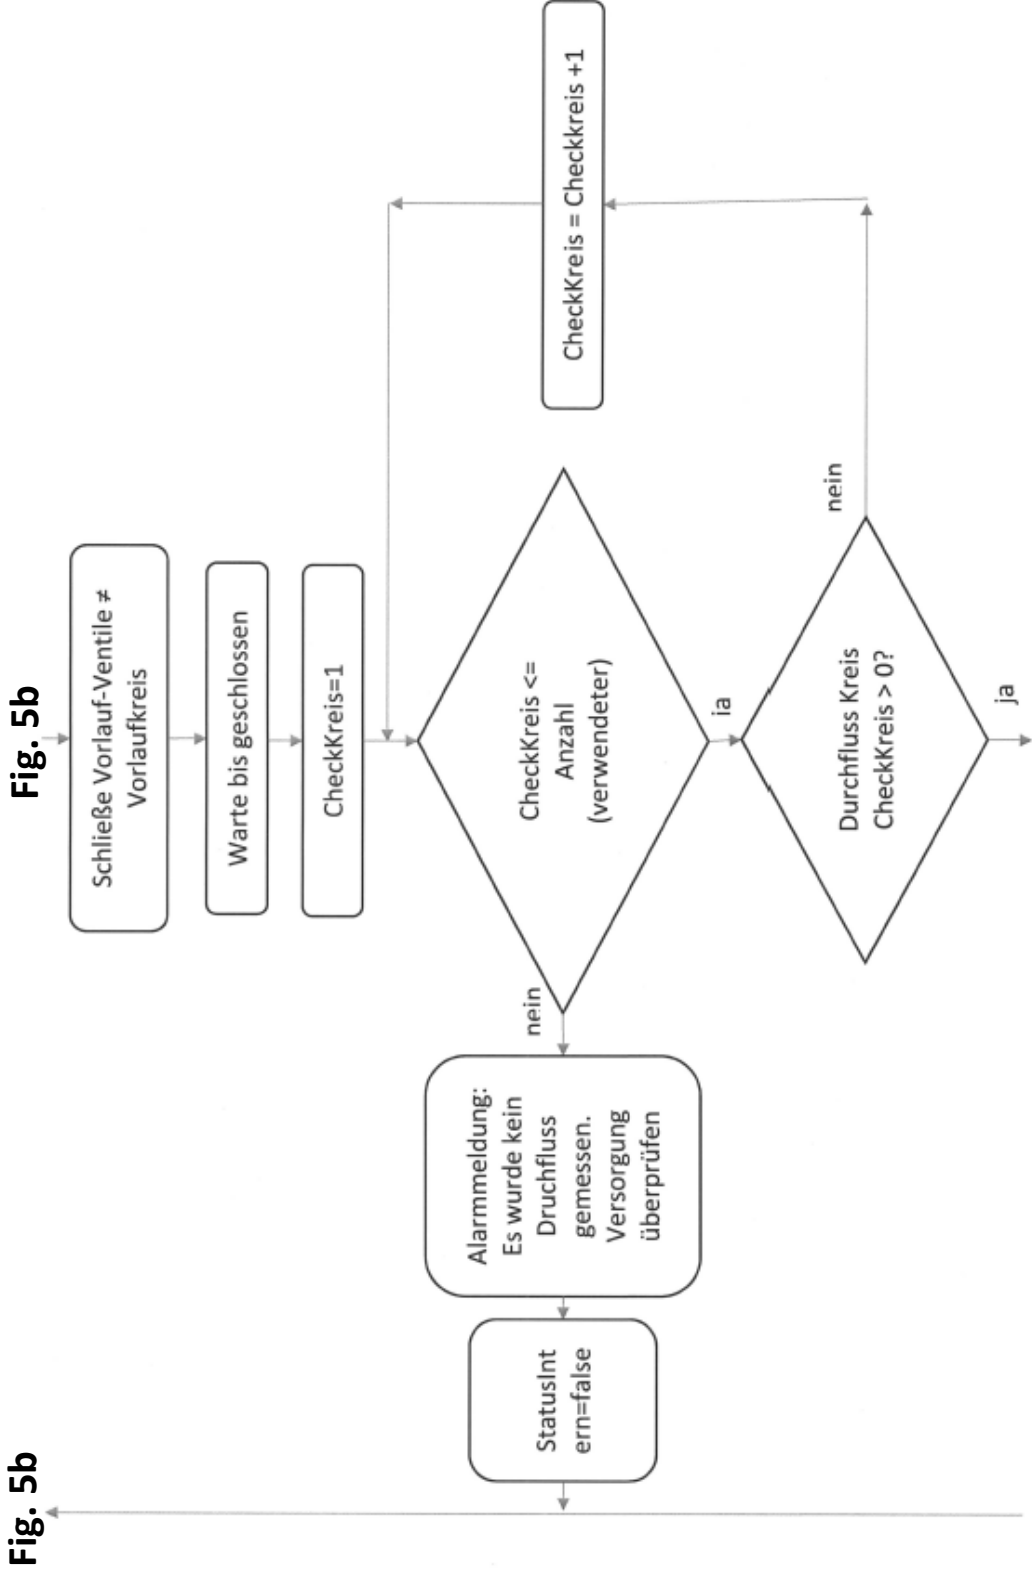 Fig. 5b
Fig. 5b
Schließe Vorlauf-Ventile ≠
Vorlaufkreis
Warte bis geschlossen
CheckKreis=1
CheckKreis <=
Anzahl
(verwendeter)
nein
Alarmmeldung:
Es wurde kein
Druchfluss
gemessen.
Versorgung
überprüfen
StatusInt
ern=false
ia
Durchfluss Kreis
CheckKreis > 0?
nein
CheckKreis = Checkkreis +1
ja